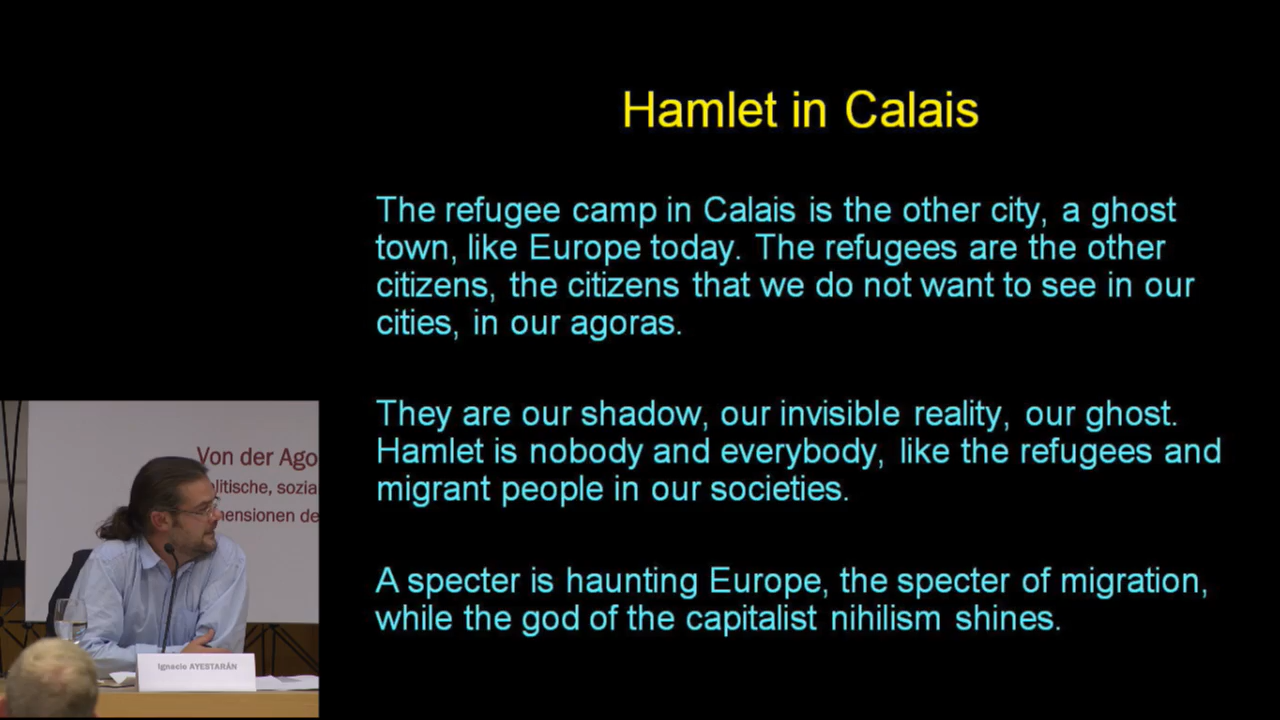 Hamlet in Calais
The refugee camp in Calais is the other city, a ghost
town, like Europe today. The refugees are the other
citizens, the citizens that we do not want to see in our
cities, in our agoras.
They are our shadow, our invisible reality, our ghost.
Hamlet is nobody and everybody, like the refugees and
migrant people in our societies.
A specter is haunting Europe, the specter of migration,
while the god of the capitalist nihilism shines.
Von der Ago
litische, sozia
ensionen de
Ignacio AYESTARÁN